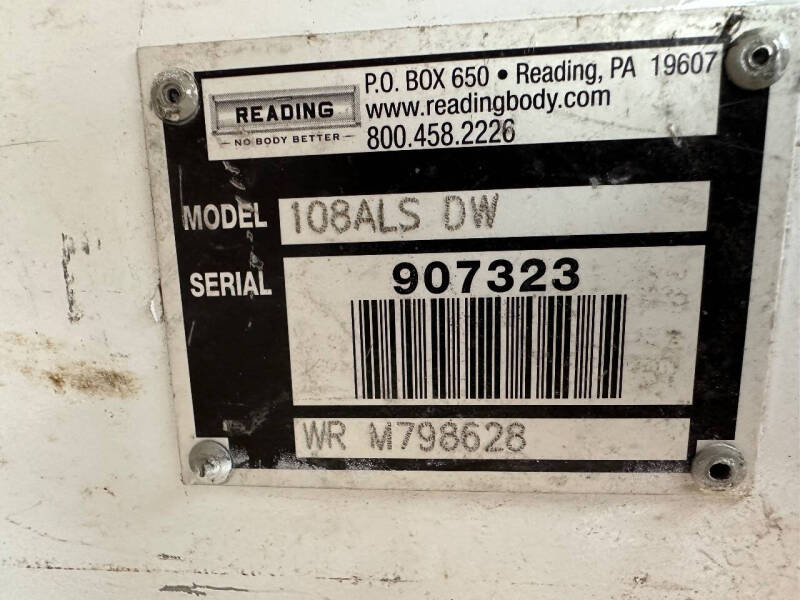 P.O. BOX 650 • Reading, PA 19607
READING
www.readingbody.com
NO BODY BETTER
800.458.2226
MODEL 108ALS DW
SERIAL 907323
WR M798628